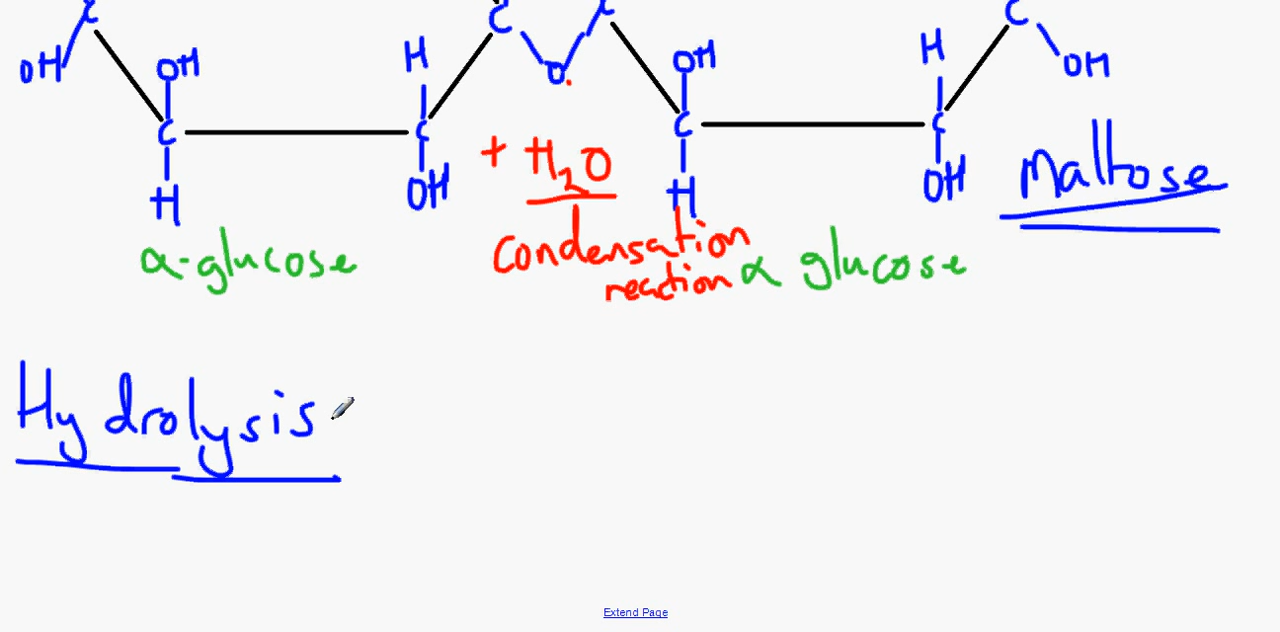 C C C C
OH OH H O. OH H OH
C C C C
+ H2O
H OH H OH
Maltose
α-glucose Condensation reaction α glucose
Hydrolysis
Extend Page